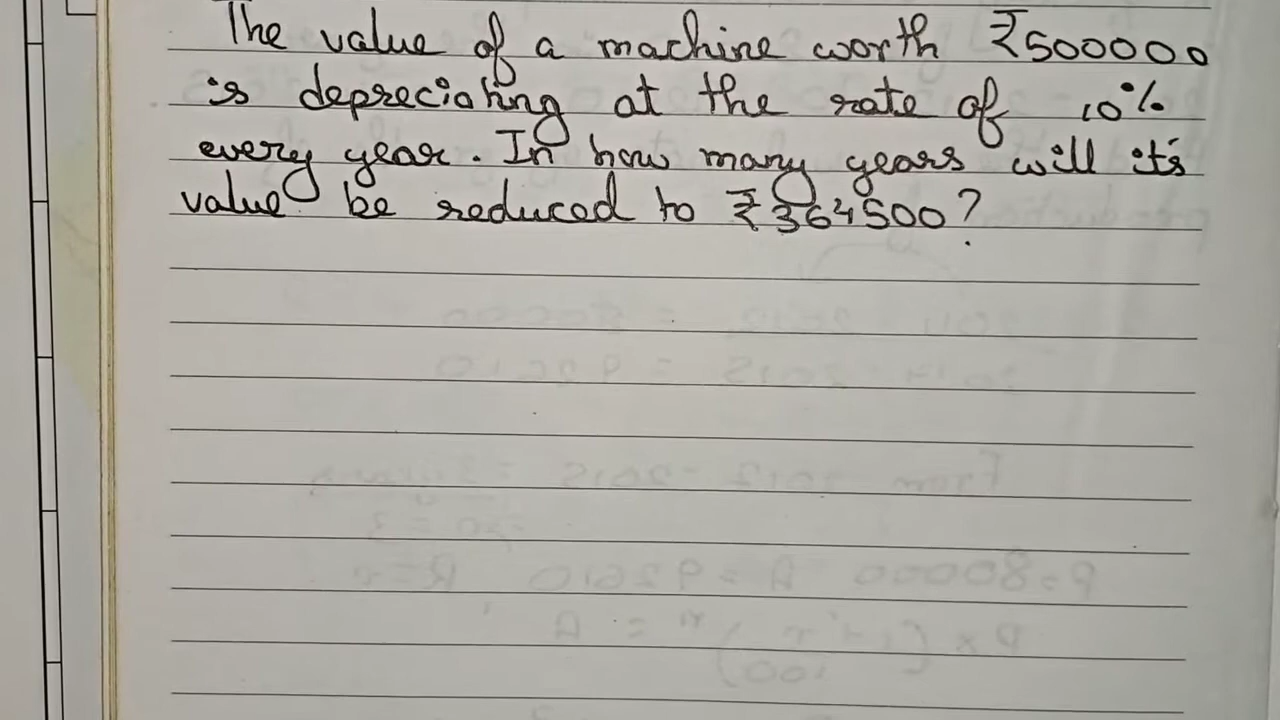 The value of a machine worth ₹500000
is depreciating at the rate of 10%
every year. In how many years will it's
value be reduced to ₹364500?